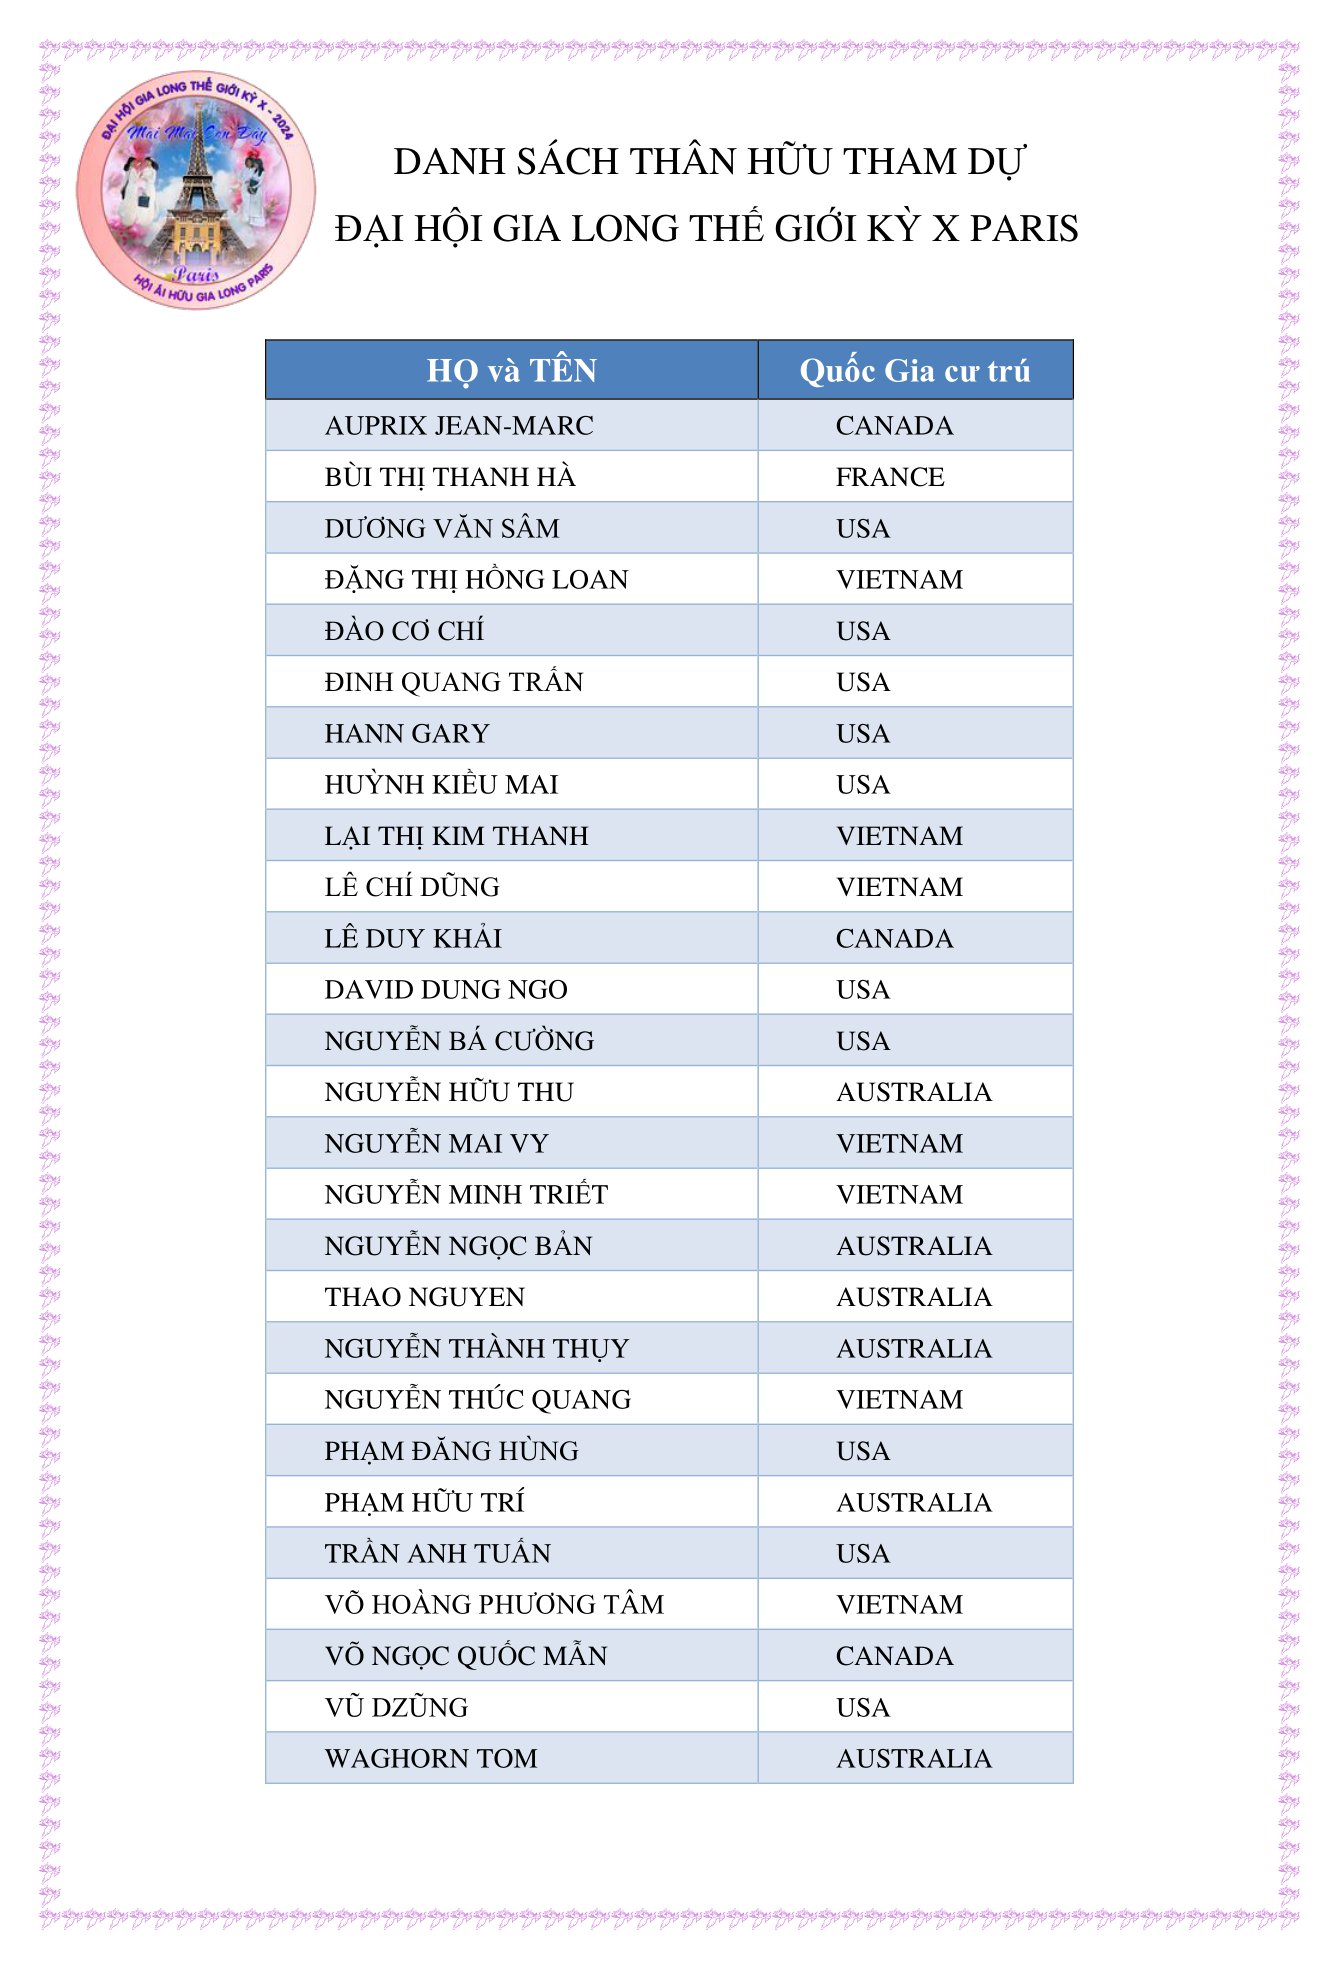 ĐẠI HỘI GIA LONG THẾ GIỚI KỲ X - 2024
Mãi Mãi Còn Đây
Paris
HỘI ÁI HỮU GIA LONG PARIS
DANH SÁCH THÂN HỮU THAM DỰ
ĐẠI HỘI GIA LONG THẾ GIỚI KỲ X PARIS
HỌ và TÊN Quốc Gia cư trú
AUPRIX JEAN-MARC CANADA
BÙI THỊ THANH HÀ FRANCE
DƯƠNG VĂN SÂM USA
ĐẶNG THỊ HỒNG LOAN VIETNAM
ĐÀO CƠ CHÍ USA
ĐINH QUANG TRẤN USA
HANN GARY USA
HUỲNH KIỀU MAI USA
LẠI THỊ KIM THANH VIETNAM
LÊ CHÍ DŨNG VIETNAM
LÊ DUY KHẢI CANADA
DAVID DUNG NGO USA
NGUYỄN BÁ CƯỜNG USA
NGUYỄN HỮU THU AUSTRALIA
NGUYỄN MAI VY VIETNAM
NGUYỄN MINH TRIẾT VIETNAM
NGUYỄN NGỌC BẢN AUSTRALIA
THAO NGUYEN AUSTRALIA
NGUYỄN THÀNH THỤY AUSTRALIA
NGUYỄN THÚC QUANG VIETNAM
PHẠM ĐĂNG HÙNG USA
PHẠM HỮU TRÍ AUSTRALIA
TRẦN ANH TUẤN USA
VÕ HOÀNG PHƯƠNG TÂM VIETNAM
VÕ NGỌC QUỐC MẪN CANADA
VŨ DZŨNG USA
WAGHORN TOM AUSTRALIA